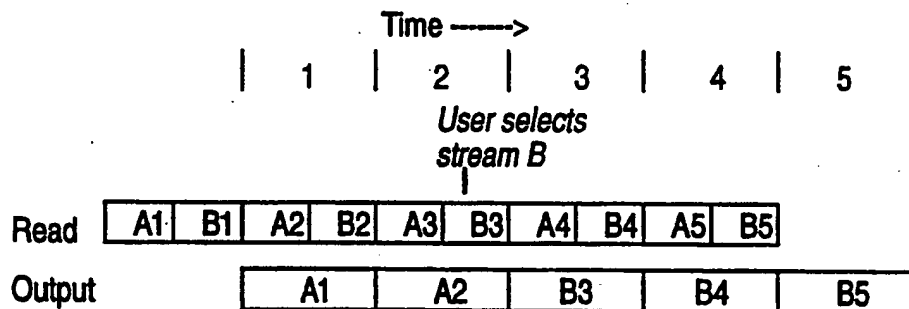 Time ------>
| 1 | 2 | 3 | 4 | 5
User selects
stream B
Read A1 B1 A2 B2 A3 B3 A4 B4 A5 B5
Output A1 A2 B3 B4 B5